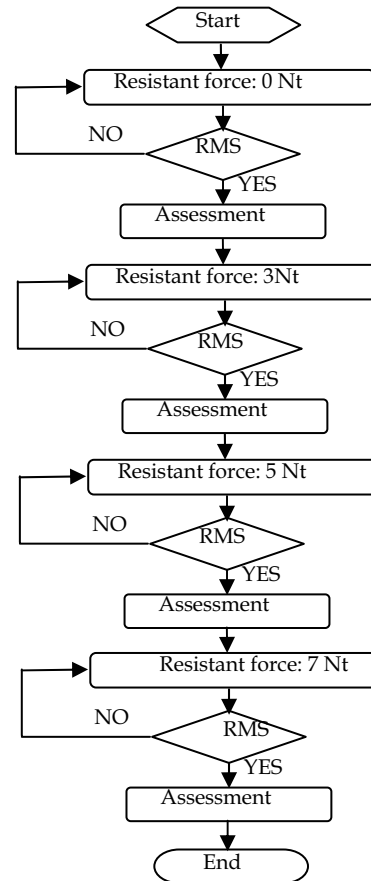 Start
Resistant force: 0 Nt
NO
RMS
YES
Assessment
Resistant force: 3Nt
NO
RMS
YES
Assessment
Resistant force: 5 Nt
NO
RMS
YES
Assessment
Resistant force: 7 Nt
NO
RMS
YES
Assessment
End